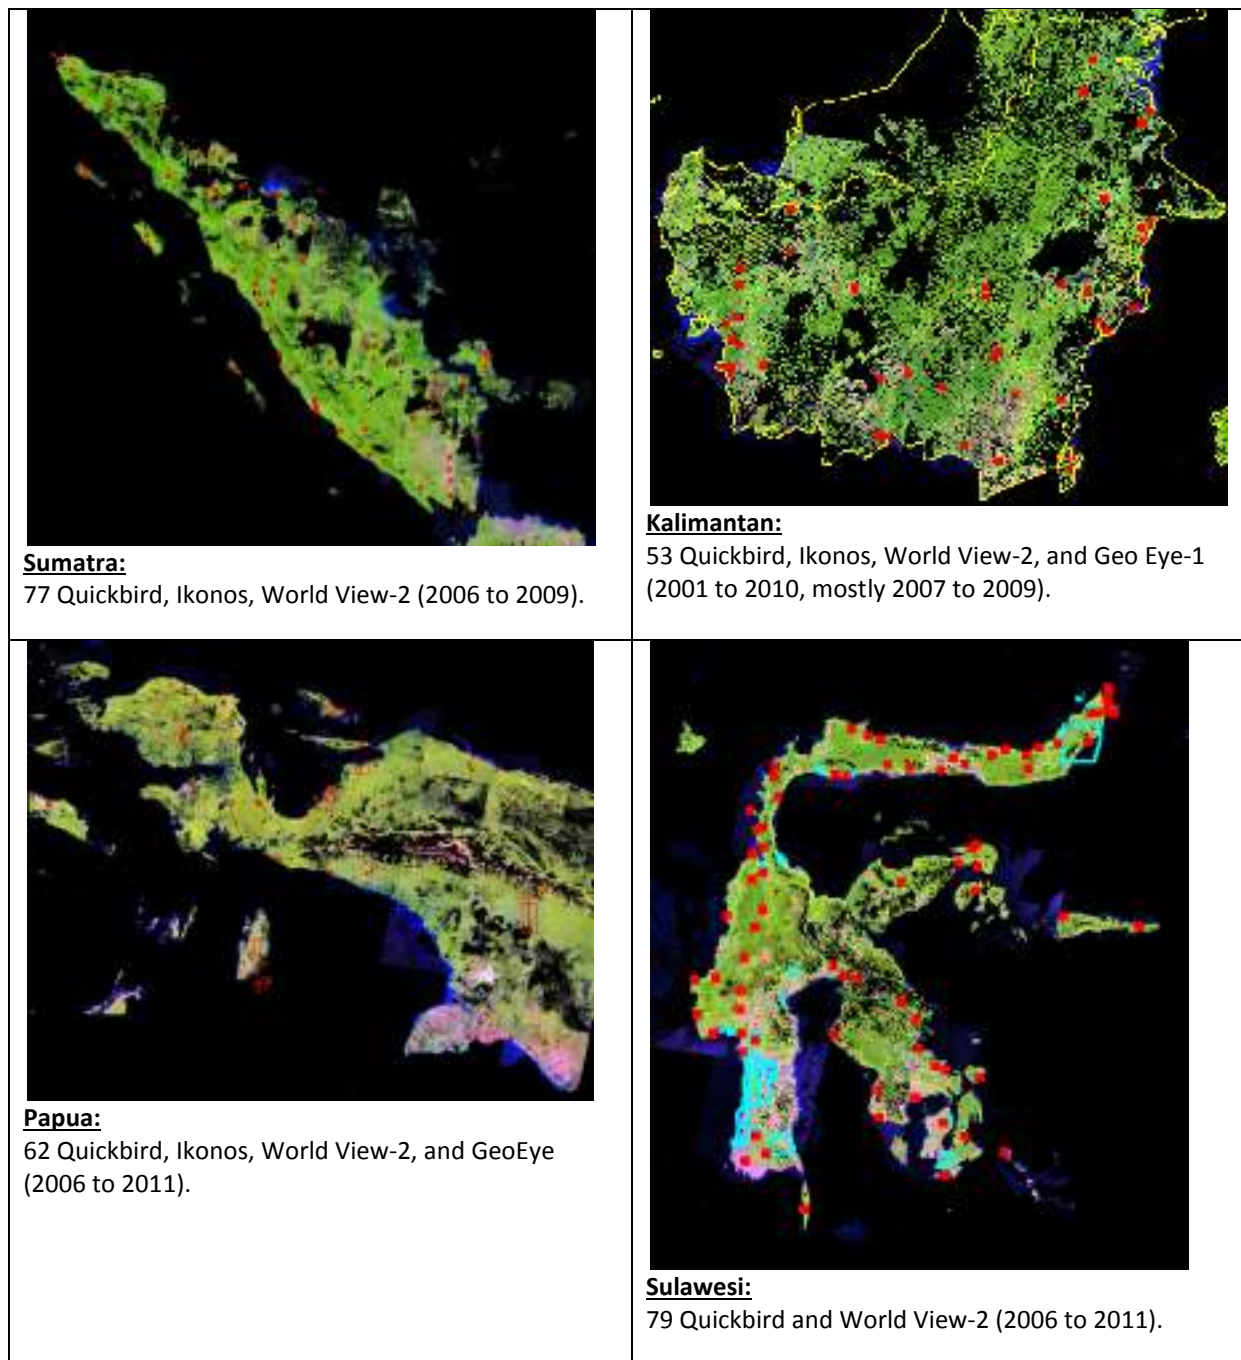 Sumatra:
77 Quickbird, Ikonos, World View-2 (2006 to 2009).
Kalimantan:
53 Quickbird, Ikonos, World View-2, and Geo Eye-1
(2001 to 2010, mostly 2007 to 2009).
Papua:
62 Quickbird, Ikonos, World View-2, and GeoEye
(2006 to 2011).
Sulawesi:
79 Quickbird and World View-2 (2006 to 2011).